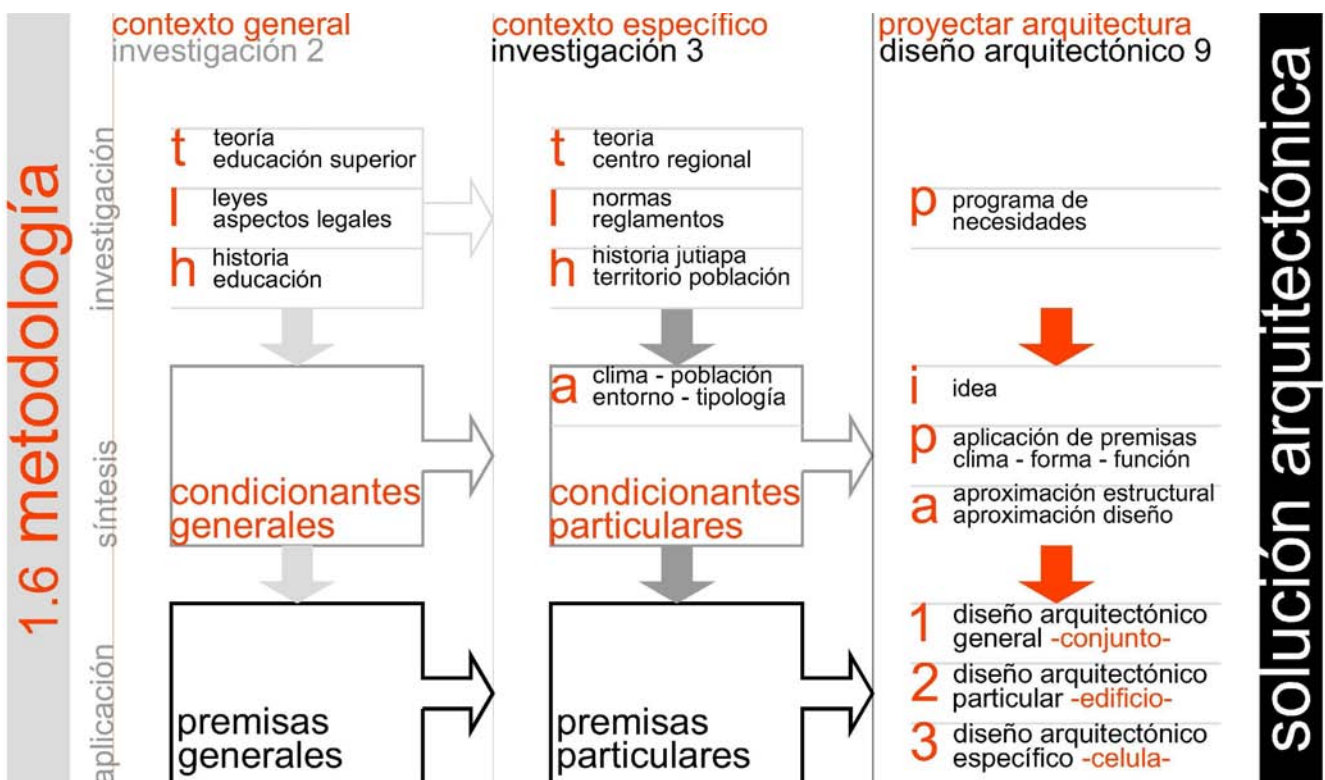 1.6 metodología
investigación
síntesis
aplicación
contexto general
investigación 2
t teoría
educación superior
l leyes
aspectos legales
h historia
educación
condicionantes
generales
premisas
generales
contexto específico
investigación 3
t teoría
centro regional
l normas
reglamentos
h historia jutiapa
territorio población
a clima - población
entorno - tipología
condicionantes
particulares
premisas
particulares
proyectar arquitectura
diseño arquitectónico 9
p programa de
necesidades
i idea
p aplicación de premisas
clima - forma - función
a aproximación estructural
aproximación diseño
1 diseño arquitectónico
general -conjunto-
2 diseño arquitectónico
particular -edificio-
3 diseño arquitectónico
específico -celula-
solución arquitectónica